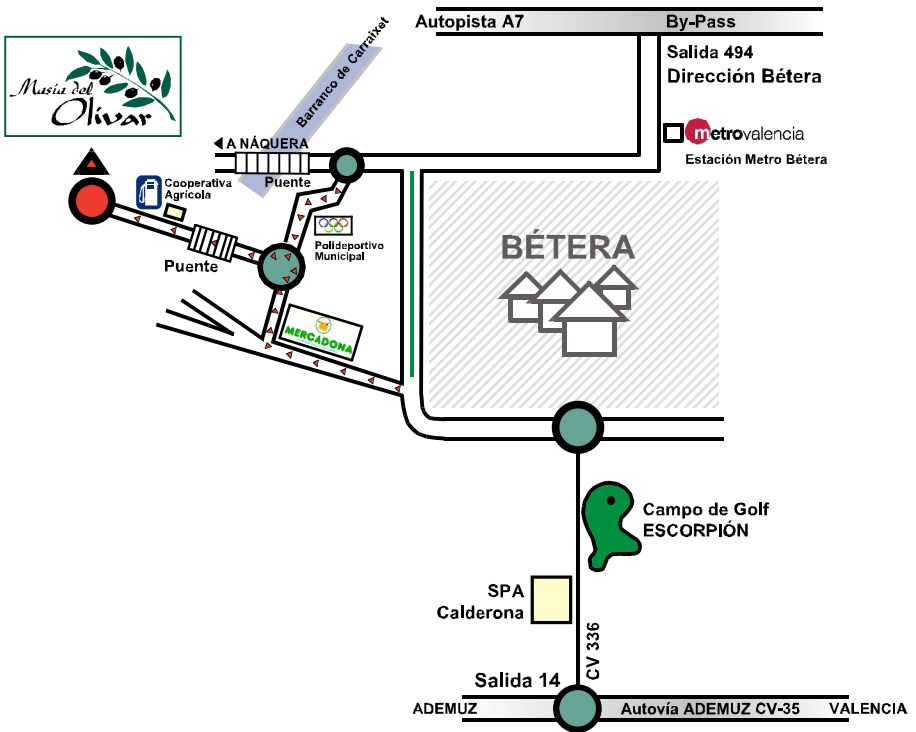 Autopista A7
By-Pass
Salida 494
Dirección Bétera
Masía del
Olivar
Barranco de Carraixet
metrovalencia
Estación Metro Bétera
A NÁQUERA
Puente
Cooperativa
Agrícola
Polideportivo
Municipal
Puente
BÉTERA
MERCADONA
Campo de Golf
ESCORPIÓN
SPA
Calderona
CV 336
Salida 14
ADEMUZ
Autovía ADEMUZ CV-35
VALENCIA